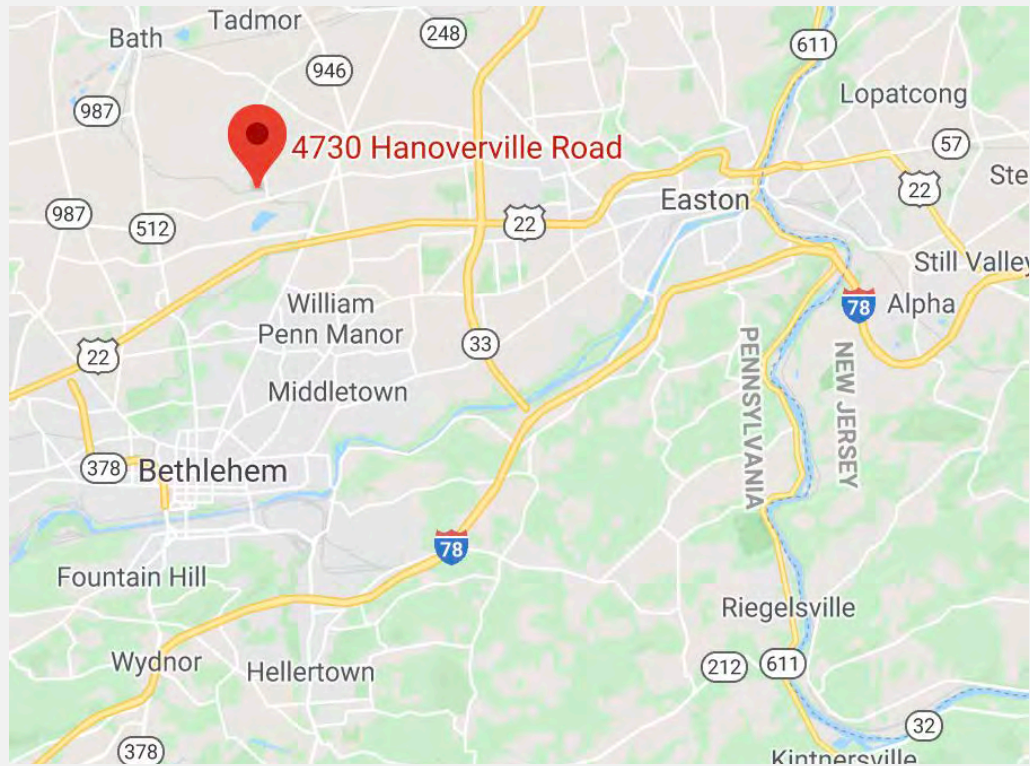 Tadmor
Bath
248
611
946
Lopatcong
987
4730 Hanoverville Road
57
Ste
22
987
Easton
512
22
Still Valley
William
Penn Manor
78
Alpha
33
22
PENNSYLVANIA
NEW JERSEY
Middletown
378
Bethlehem
78
Fountain Hill
Riegelsville
Wydnor
Hellertown
212
611
32
378
Kintnersville